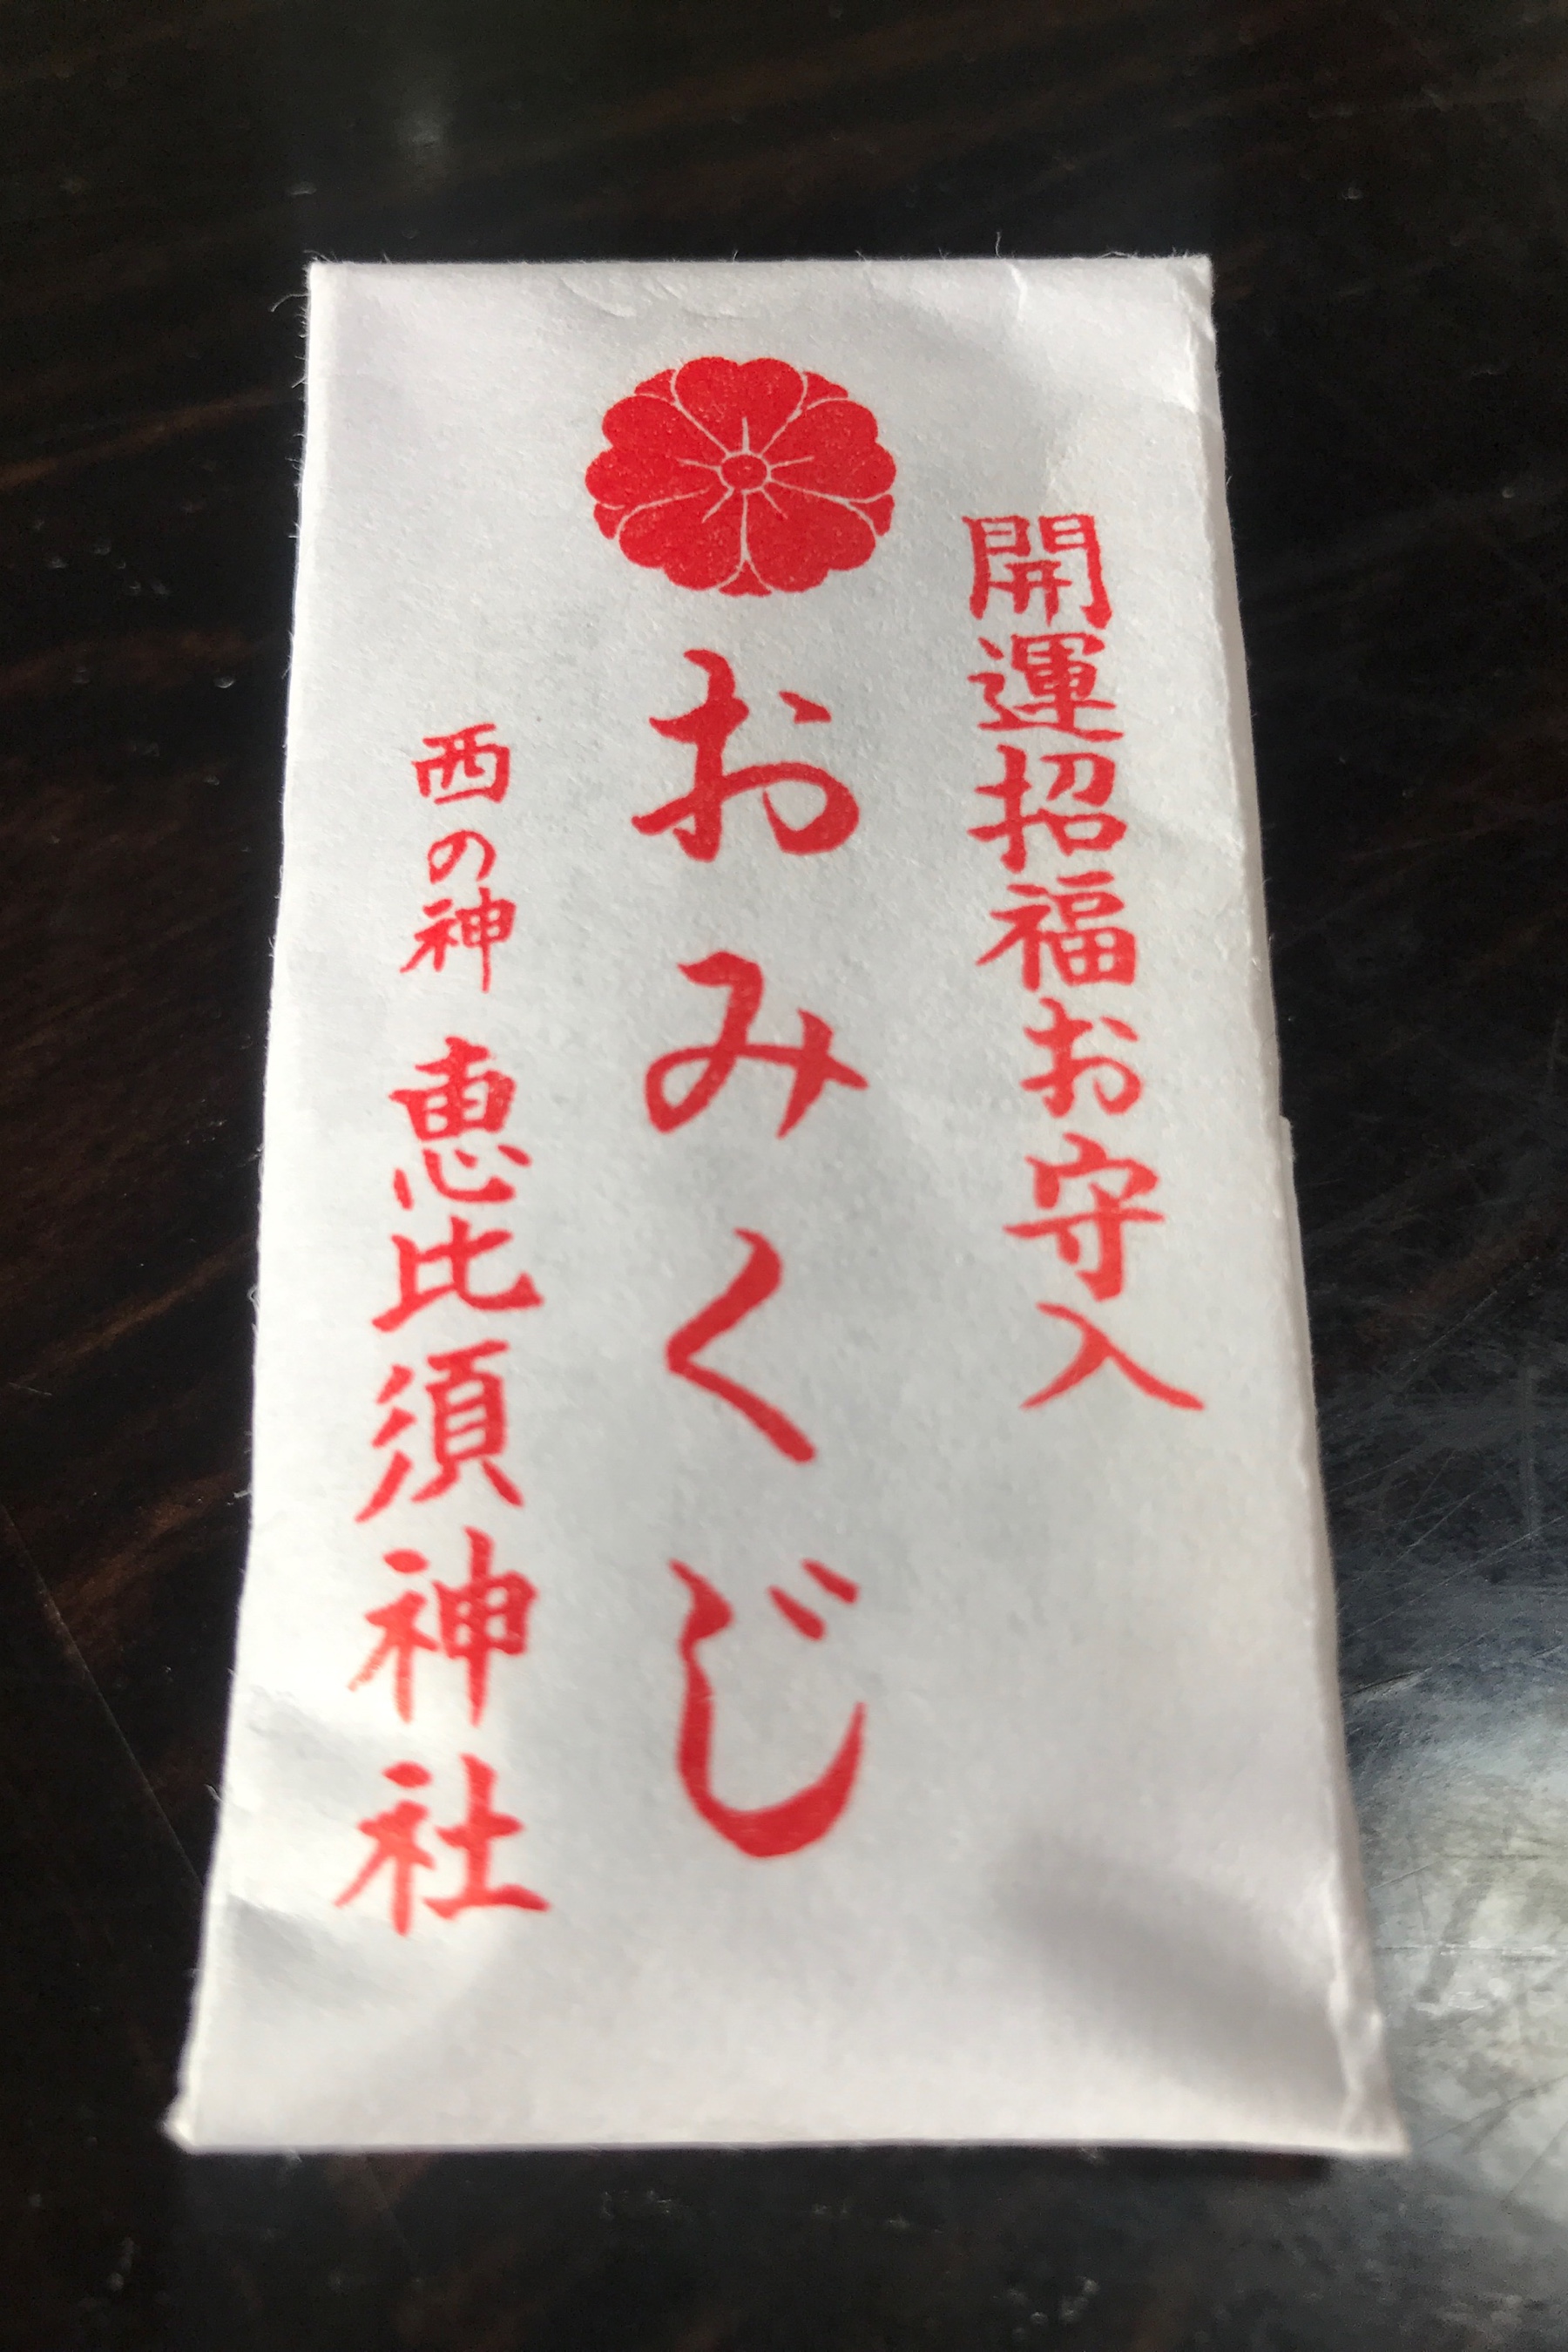 開運招福お守入
おみくじ
西の神 恵比須神社